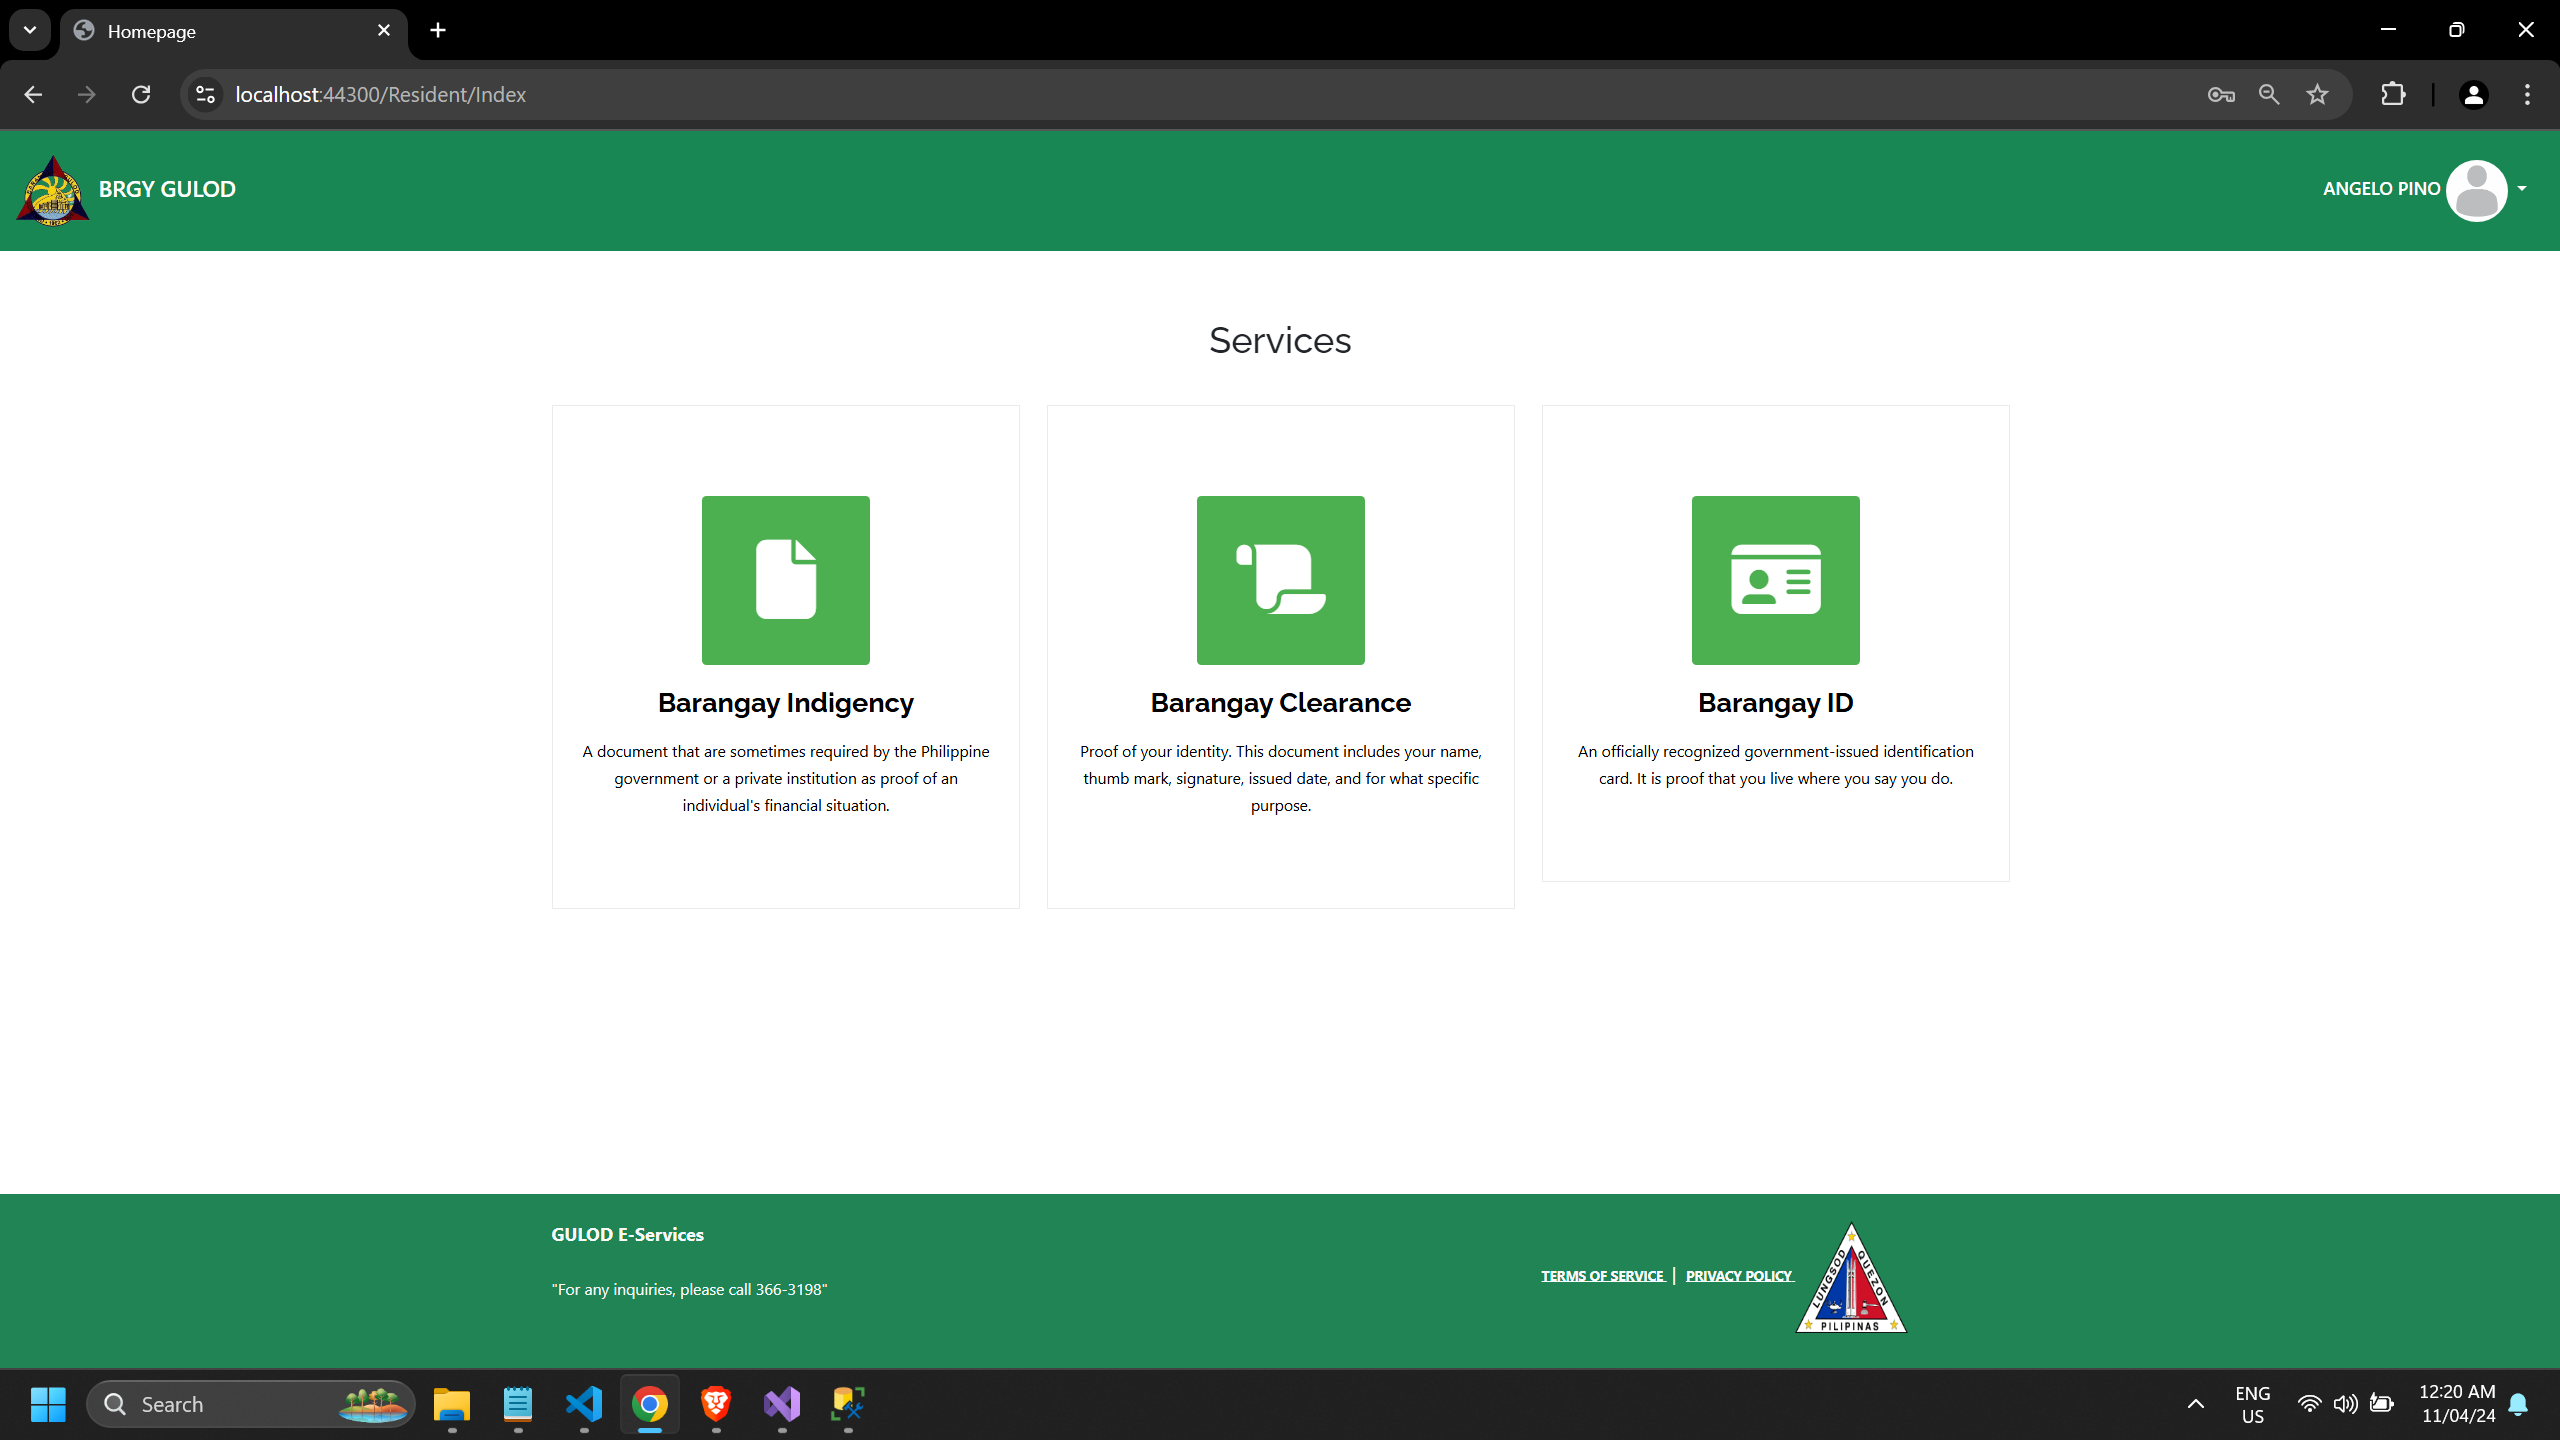 Homepage
localhost:44300/Resident/Index
BRGY GULOD
ANGELO PINO
Services
Barangay Indigency
A document that are sometimes required by the Philippine
government or a private institution as proof of an
individual's financial situation.
Barangay Clearance
Proof of your identity. This document includes your name,
thumb mark, signature, issued date, and for what specific
purpose.
Barangay ID
An officially recognized government-issued identification
card. It is proof that you live where you say you do.
GULOD E-Services
"For any inquiries, please call 366-3198"
TERMS OF SERVICE | PRIVACY POLICY
LUNGSOD QUEZON
PILIPINAS
Search
ENG
US
12:20 AM
11/04/24